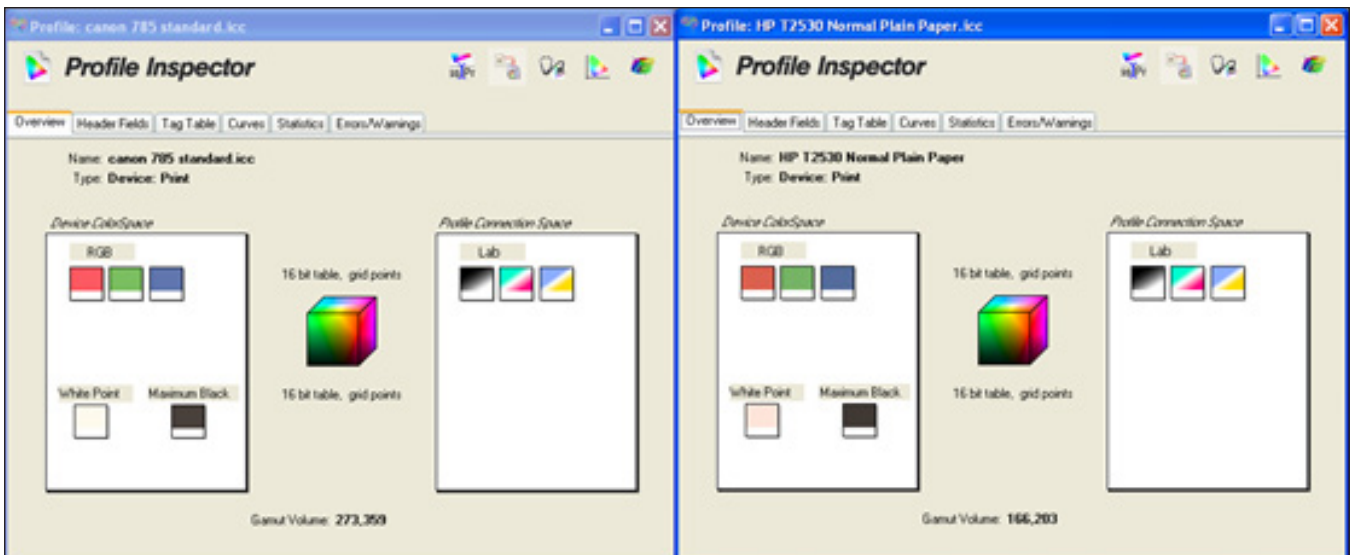 Profile: canon 785 standard.icc
Profile Inspector
Overview Header Fields Tag Table Curves Statistics Errors/Warnings
Name: canon 785 standard.icc
Type: Device: Print
Device ColorSpace Profile Connection Space
RGB Lab
16 bit table, grid points
White Point Maximum Black 16 bit table, grid points
Gamut Volume: 273,359
Profile: HP T2530 Normal Plain Paper.icc
Profile Inspector
Overview Header Fields Tag Table Curves Statistics Errors/Warnings
Name: HP T2530 Normal Plain Paper
Type: Device: Print
Device ColorSpace Profile Connection Space
RGB Lab
16 bit table, grid points
White Point Maximum Black 16 bit table, grid points
Gamut Volume: 166,203